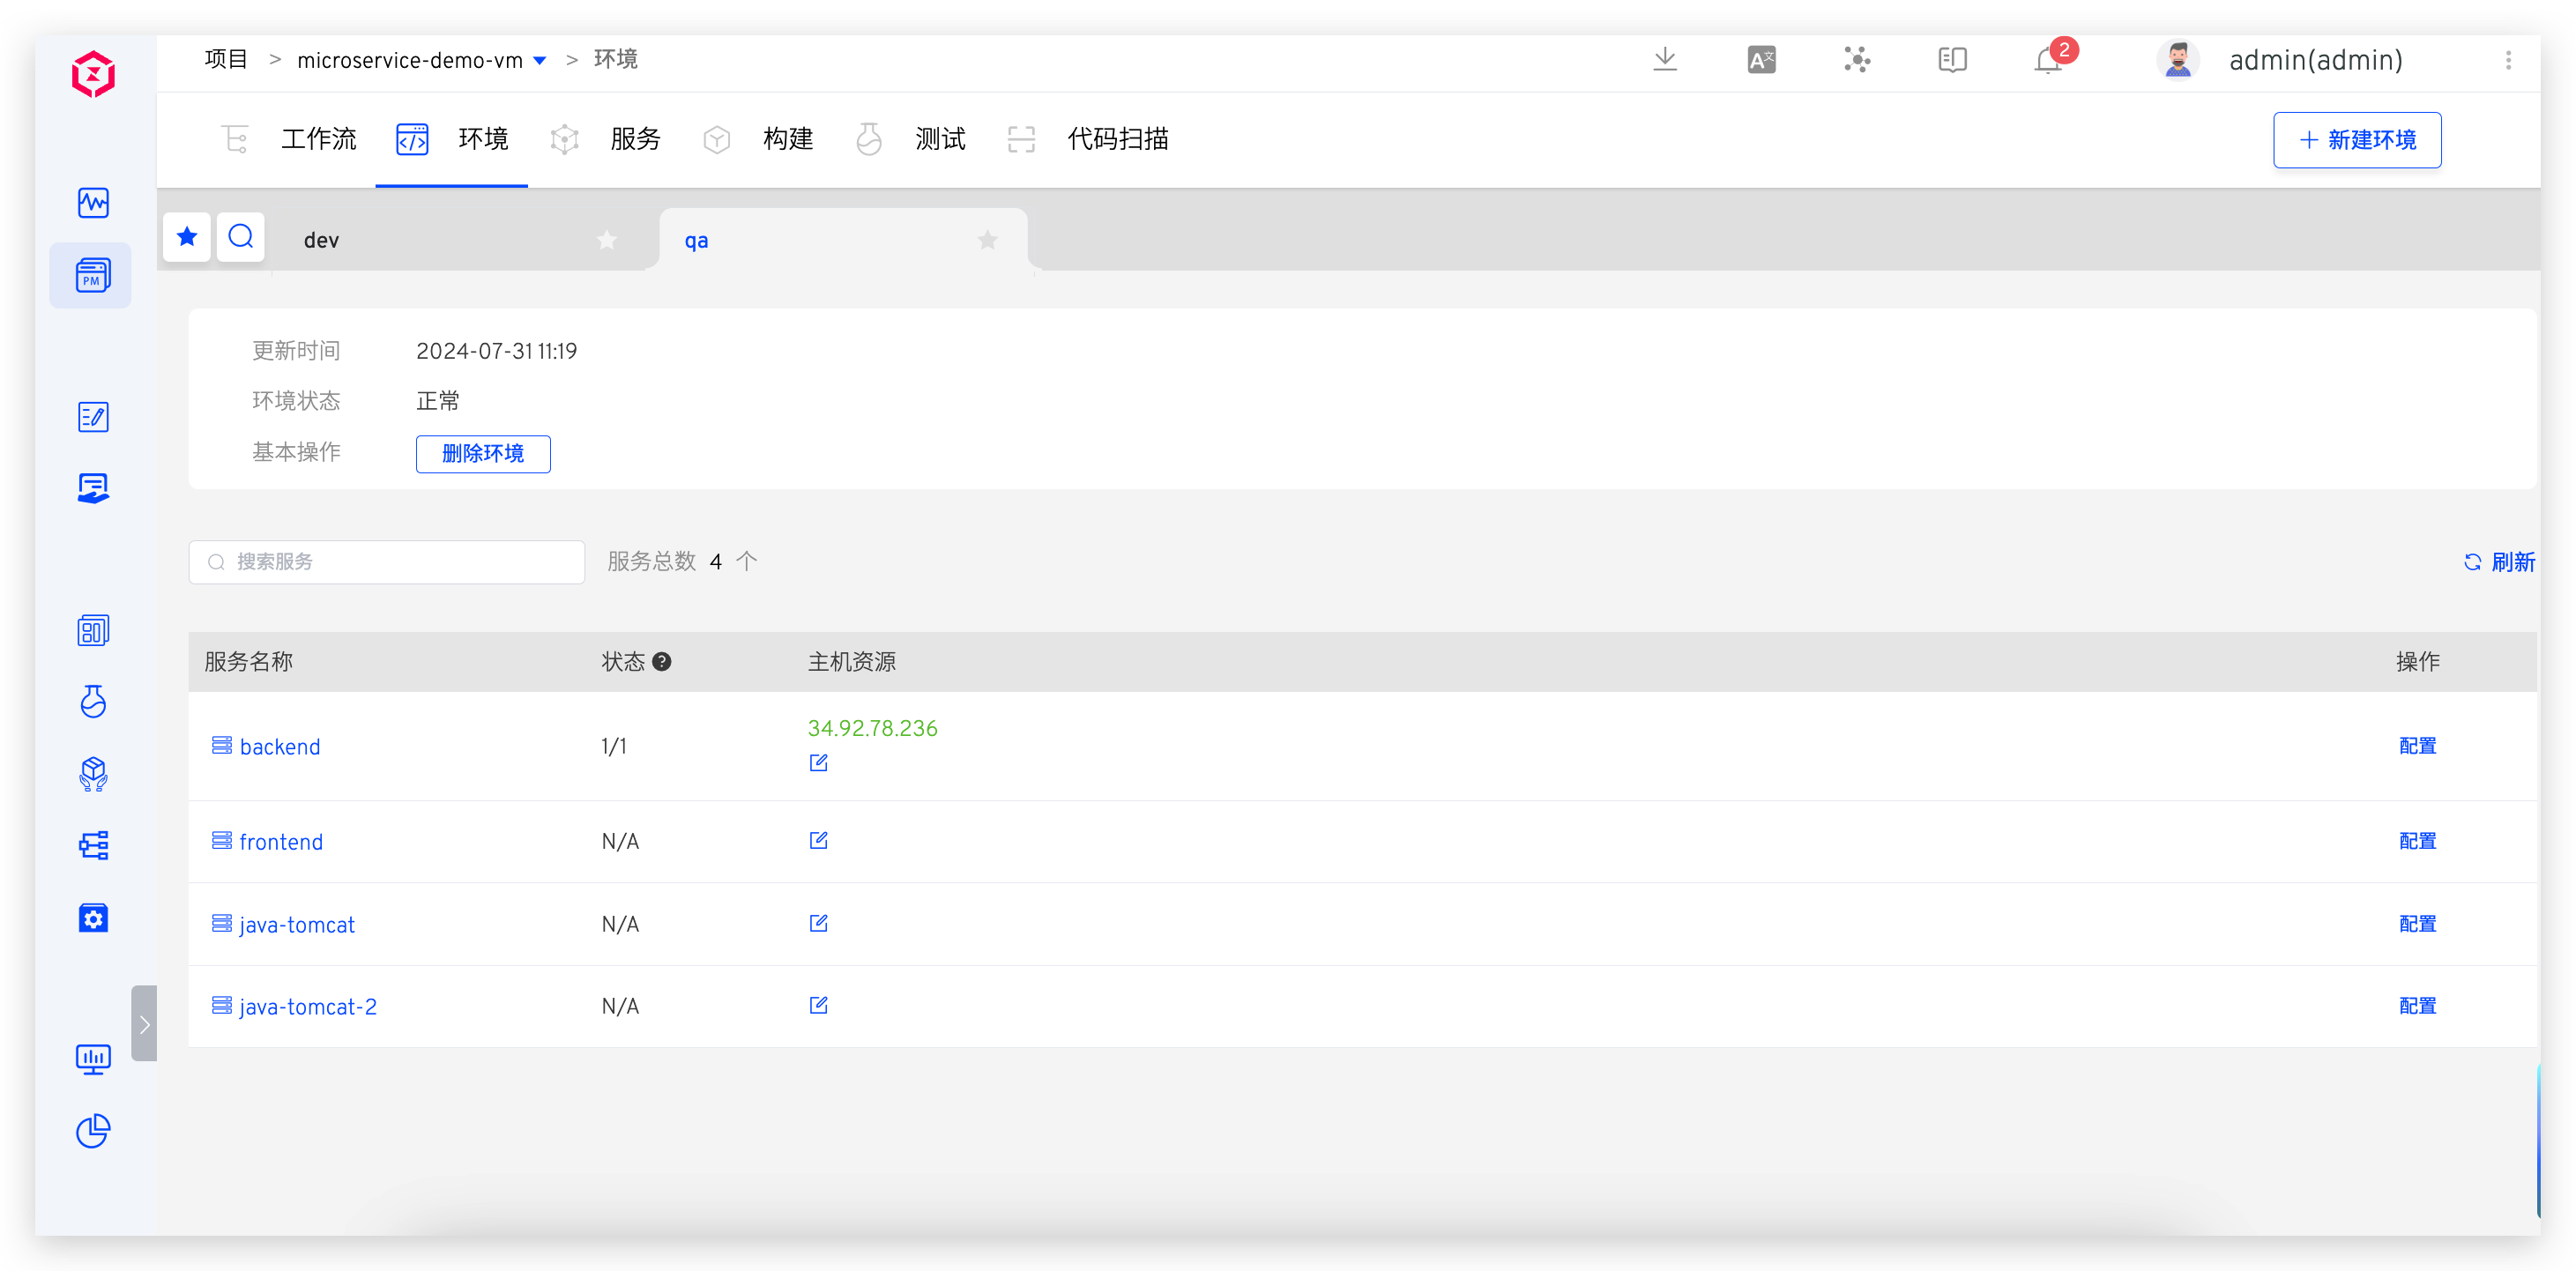 项目 > microservice-demo-vm > 环境
A文
2
admin(admin)
工作流 环境 服务 构建 测试 代码扫描
+ 新建环境
PM
dev
qa
更新时间 2024-07-31 11:19
环境状态 正常
基本操作 删除环境
搜索服务
服务总数 4 个
刷新
服务名称 状态 ? 主机资源 操作
backend 1/1 34.92.78.236 配置
frontend N/A 配置
java-tomcat N/A 配置
java-tomcat-2 N/A 配置